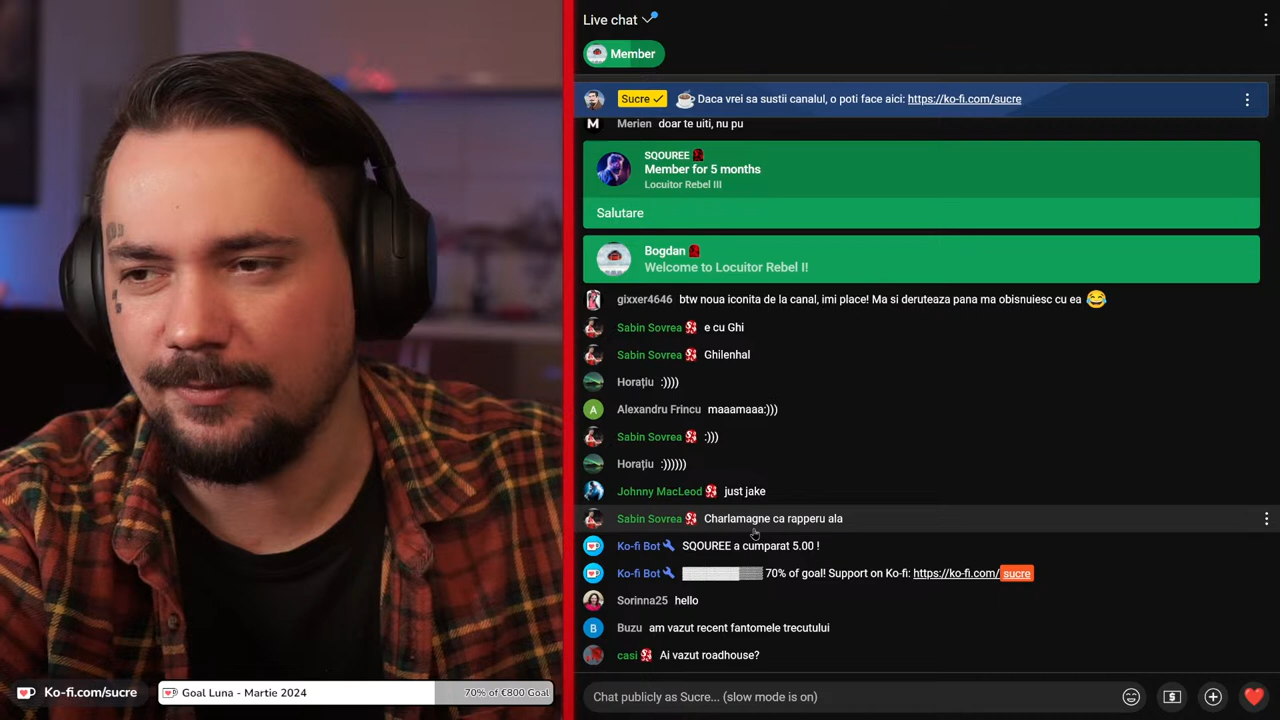 Live chat
Member
Sucre Daca vrei sa sustii canalul, o poti face aici: https://ko-fi.com/sucre
M Merien doar te uiti, nu pu
SQOUREE
Member for 5 months
Locuitor Rebel III
Salutare
Bogdan
Welcome to Locuitor Rebel I!
gixxer4646 btw noua iconita de la canal, imi place! Ma si deruteaza pana ma obisnuiesc cu ea 😂
Sabin Sovrea e cu Ghi
Sabin Sovrea Ghilenhal
Horațiu :))))
A Alexandru Frincu maaamaaa:)))
Sabin Sovrea :)))
Horațiu :))))))
Johnny MacLeod just jake
Sabin Sovrea Charlamagne ca rapperu ala
Ko-fi Bot SQOUREE a cumparat 5.00 !
Ko-fi Bot 70% of goal! Support on Ko-fi: https://ko-fi.com/sucre
Sorinna25 hello
B Buzu am vazut recent fantomele trecutului
casi Ai vazut roadhouse?
Chat publicly as Sucre... (slow mode is on)
Ko-fi.com/sucre
Goal Luna - Martie 2024 70% of €800 Goal